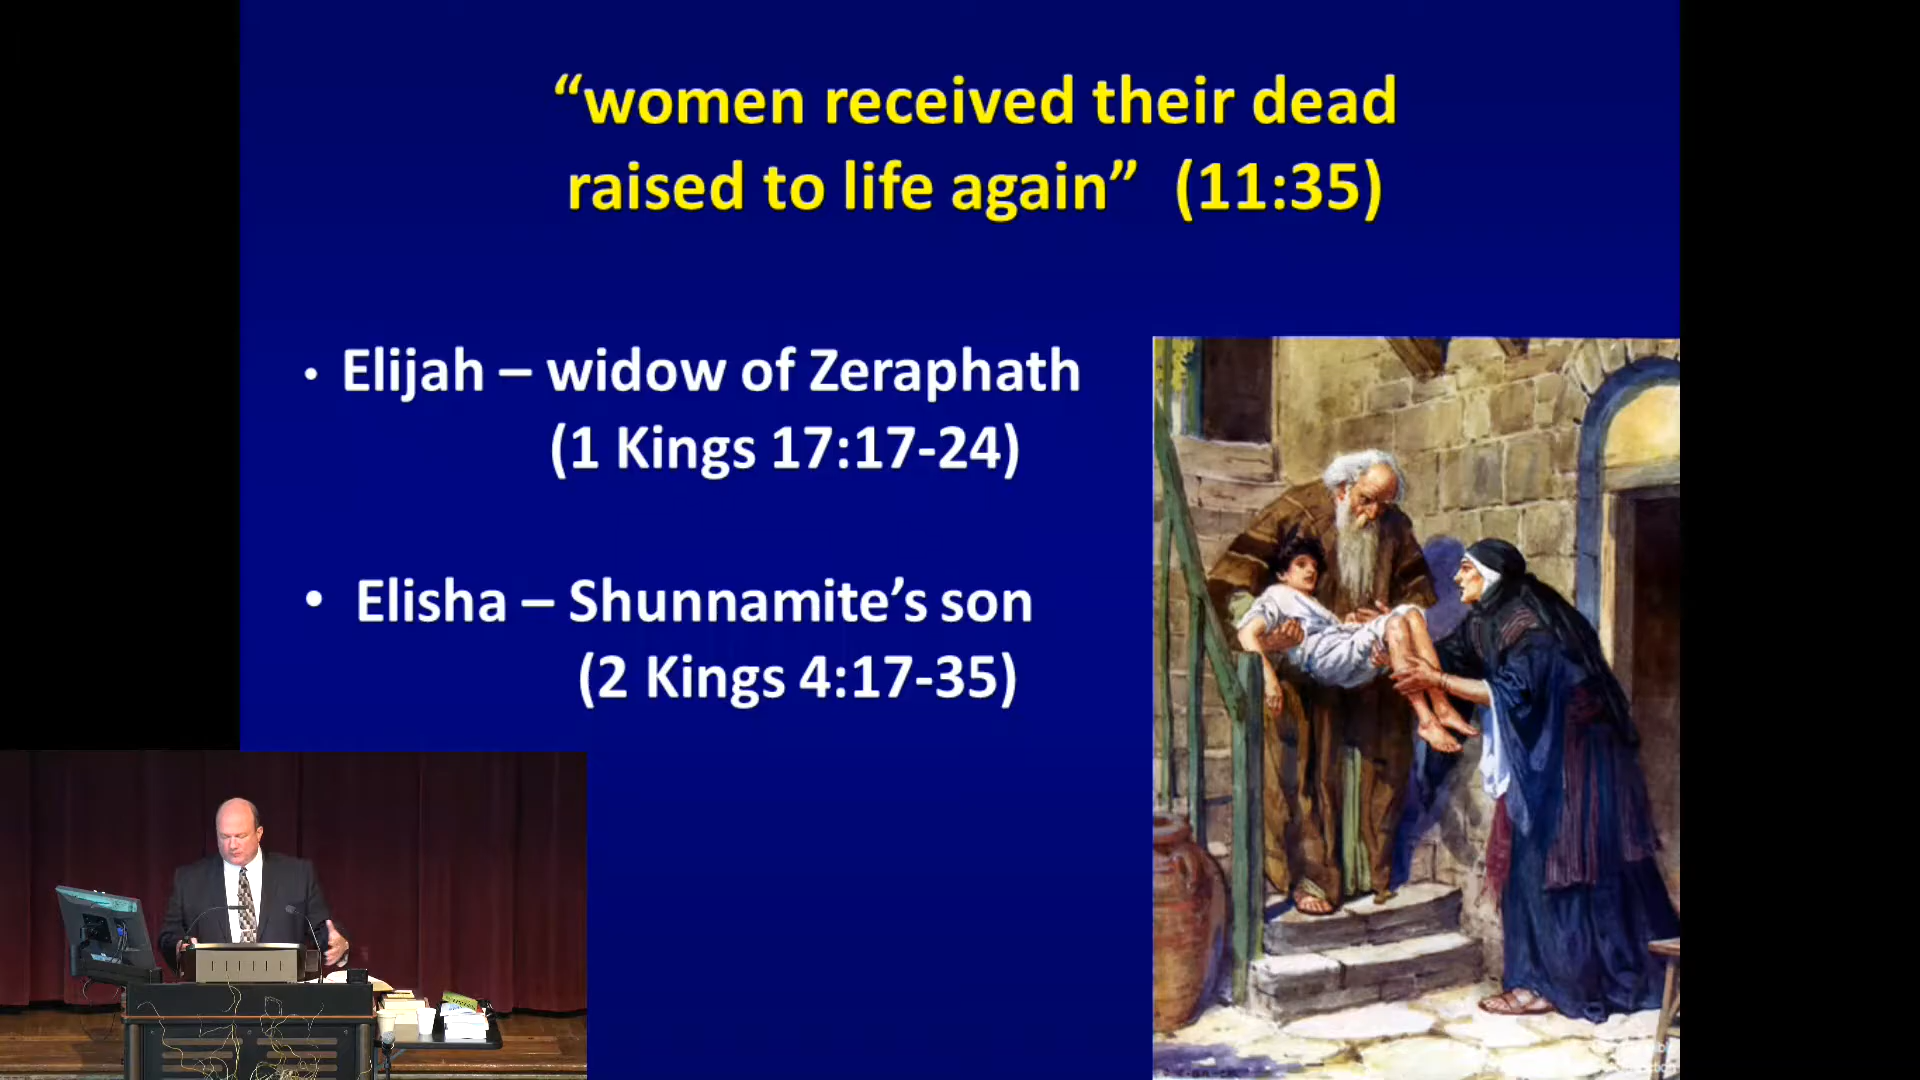 “women received their dead
raised to life again” (11:35)
• Elijah – widow of Zeraphath
(1 Kings 17:17-24)
• Elisha – Shunnamite’s son
(2 Kings 4:17-35)